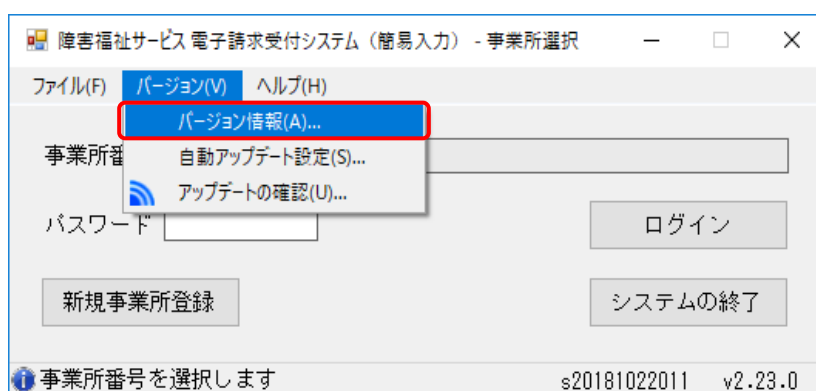 障害福祉サービス 電子請求受付システム（簡易入力） - 事業所選択
ファイル(F) バージョン(V) ヘルプ(H)
バージョン情報(A)...
自動アップデート設定(S)...
アップデートの確認(U)...
事業所番
パスワード
ログイン
新規事業所登録
システムの終了
事業所番号を選択します s20181022011 v2.23.0